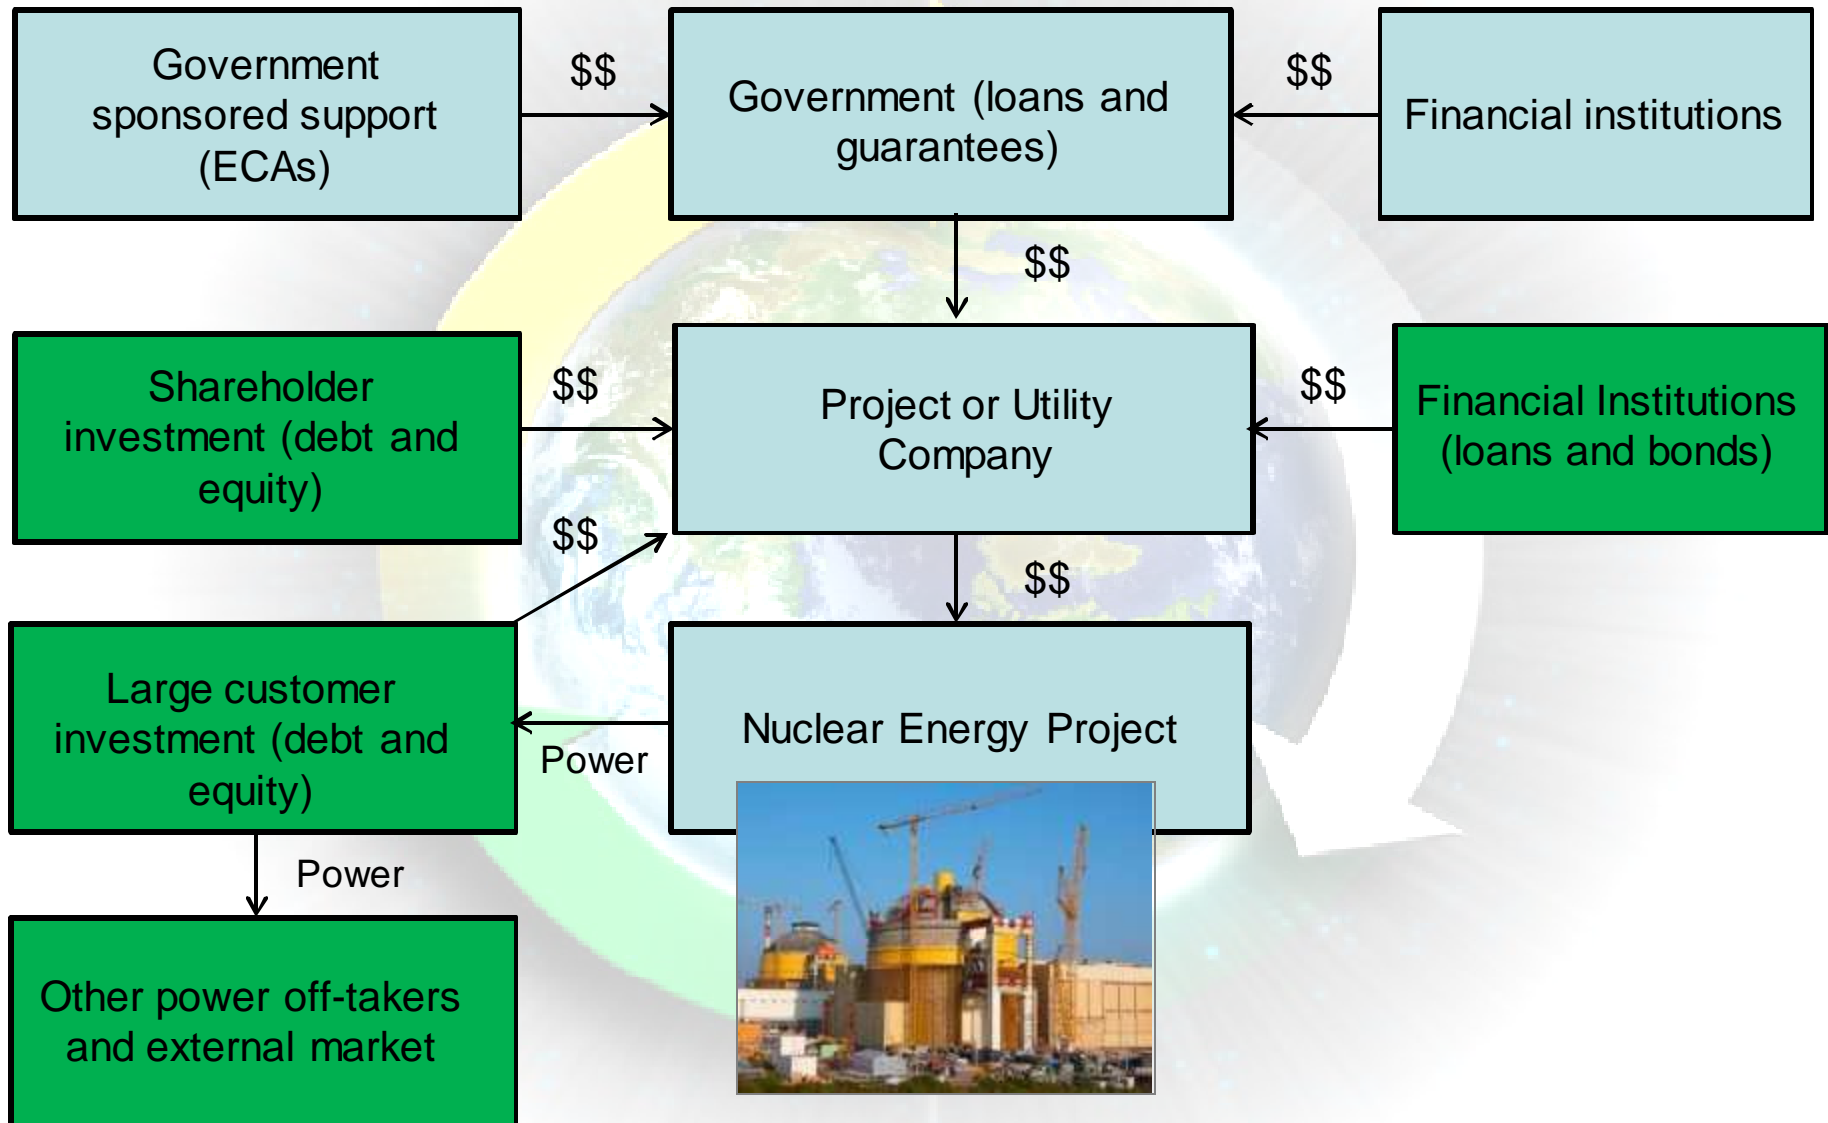 Government
sponsored support
(ECAs)
$$
Government (loans and
guarantees)
$$
Financial institutions
$$
Shareholder
investment (debt and
equity)
$$
Project or Utility
Company
$$
Financial Institutions
(loans and bonds)
$$
$$
Large customer
investment (debt and
equity)
Power
Nuclear Energy Project
Power
Other power off-takers
and external market